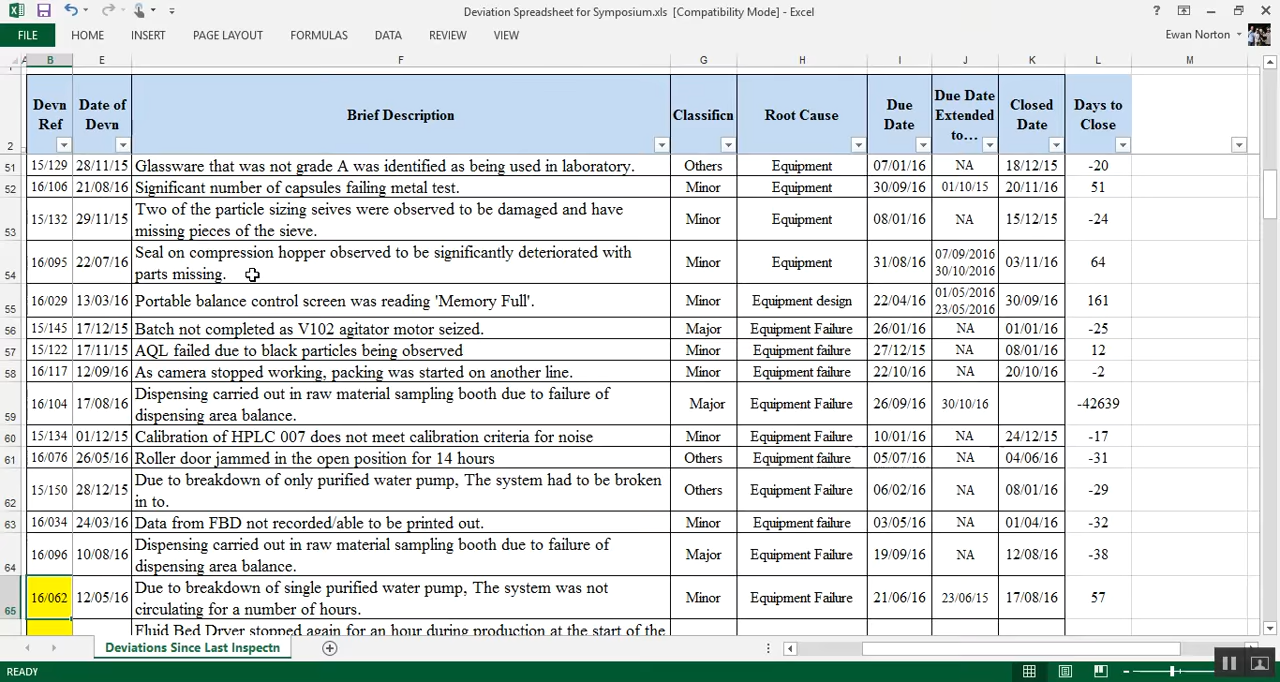 Deviation Spreadsheet for Symposium.xls [Compatibility Mode] - Excel
FILE HOME INSERT PAGE LAYOUT FORMULAS DATA REVIEW VIEW Ewan Norton
B E F G H I J K L M
2 Devn Ref Date of Devn Brief Description Classificn Root Cause Due Date Due Date Extended to... Closed Date Days to Close
51 15/129 28/11/15 Glassware that was not grade A was identified as being used in laboratory. Others Equipment 07/01/16 NA 18/12/15 -20
52 16/106 21/08/16 Significant number of capsules failing metal test. Minor Equipment 30/09/16 01/10/15 20/11/16 51
53 15/132 29/11/15 Two of the particle sizing seives were observed to be damaged and have
missing pieces of the sieve. Minor Equipment 08/01/16 NA 15/12/15 -24
54 16/095 22/07/16 Seal on compression hopper observed to be significantly deteriorated with
parts missing. Minor Equipment 31/08/16 07/09/2016 30/10/2016 03/11/16 64
55 16/029 13/03/16 Portable balance control screen was reading 'Memory Full'. Minor Equipment design 22/04/16 01/05/2016 23/05/2016 30/09/16 161
56 15/145 17/12/15 Batch not completed as V102 agitator motor seized. Major Equipment Failure 26/01/16 NA 01/01/16 -25
57 15/122 17/11/15 AQL failed due to black particles being observed Minor Equipment failure 27/12/15 NA 08/01/16 12
58 16/117 12/09/16 As camera stopped working, packing was started on another line. Minor Equipment failure 22/10/16 NA 20/10/16 -2
59 16/104 17/08/16 Dispensing carried out in raw material sampling booth due to failure of
dispensing area balance. Major Equipment Failure 26/09/16 30/10/16 -42639
60 15/134 01/12/15 Calibration of HPLC 007 does not meet calibration criteria for noise Minor Equipment Failure 10/01/16 NA 24/12/15 -17
61 16/076 26/05/16 Roller door jammed in the open position for 14 hours Others Equipment failure 05/07/16 NA 04/06/16 -31
62 15/150 28/12/15 Due to breakdown of only purified water pump, The system had to be broken
in to. Others Equipment Failure 06/02/16 NA 08/01/16 -29
63 16/034 24/03/16 Data from FBD not recorded/able to be printed out. Minor Equipment failure 03/05/16 NA 01/04/16 -32
64 16/096 10/08/16 Dispensing carried out in raw material sampling booth due to failure of
dispensing area balance. Major Equipment Failure 19/09/16 NA 12/08/16 -38
65 16/062 12/05/16 Due to breakdown of single purified water pump, The system was not
circulating for a number of hours. Minor Equipment Failure 21/06/16 23/06/15 17/08/16 57
Fluid Bed Dryer stopped again for an hour during production at the start of the
Deviations Since Last Inspectn
READY